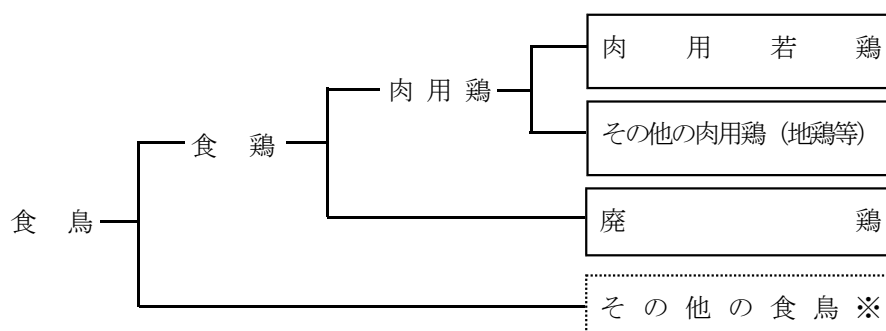 肉用若鶏
肉用鶏
その他の肉用鶏（地鶏等）
食鶏
食鳥
廃鶏
その他の食鳥※